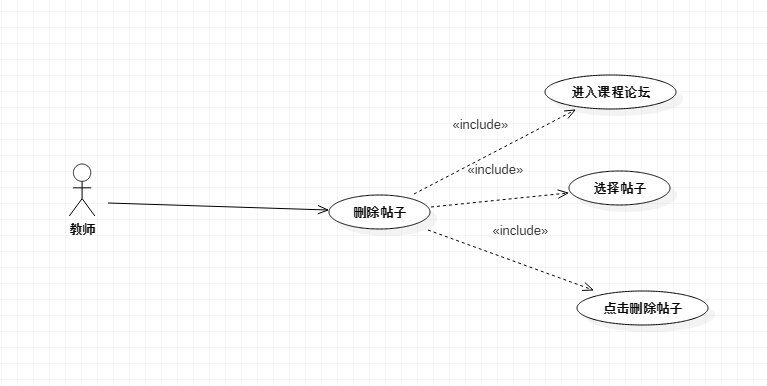 进入课程论坛
«include»
«include»
选择帖子
删除帖子
教师
«include»
点击删除帖子